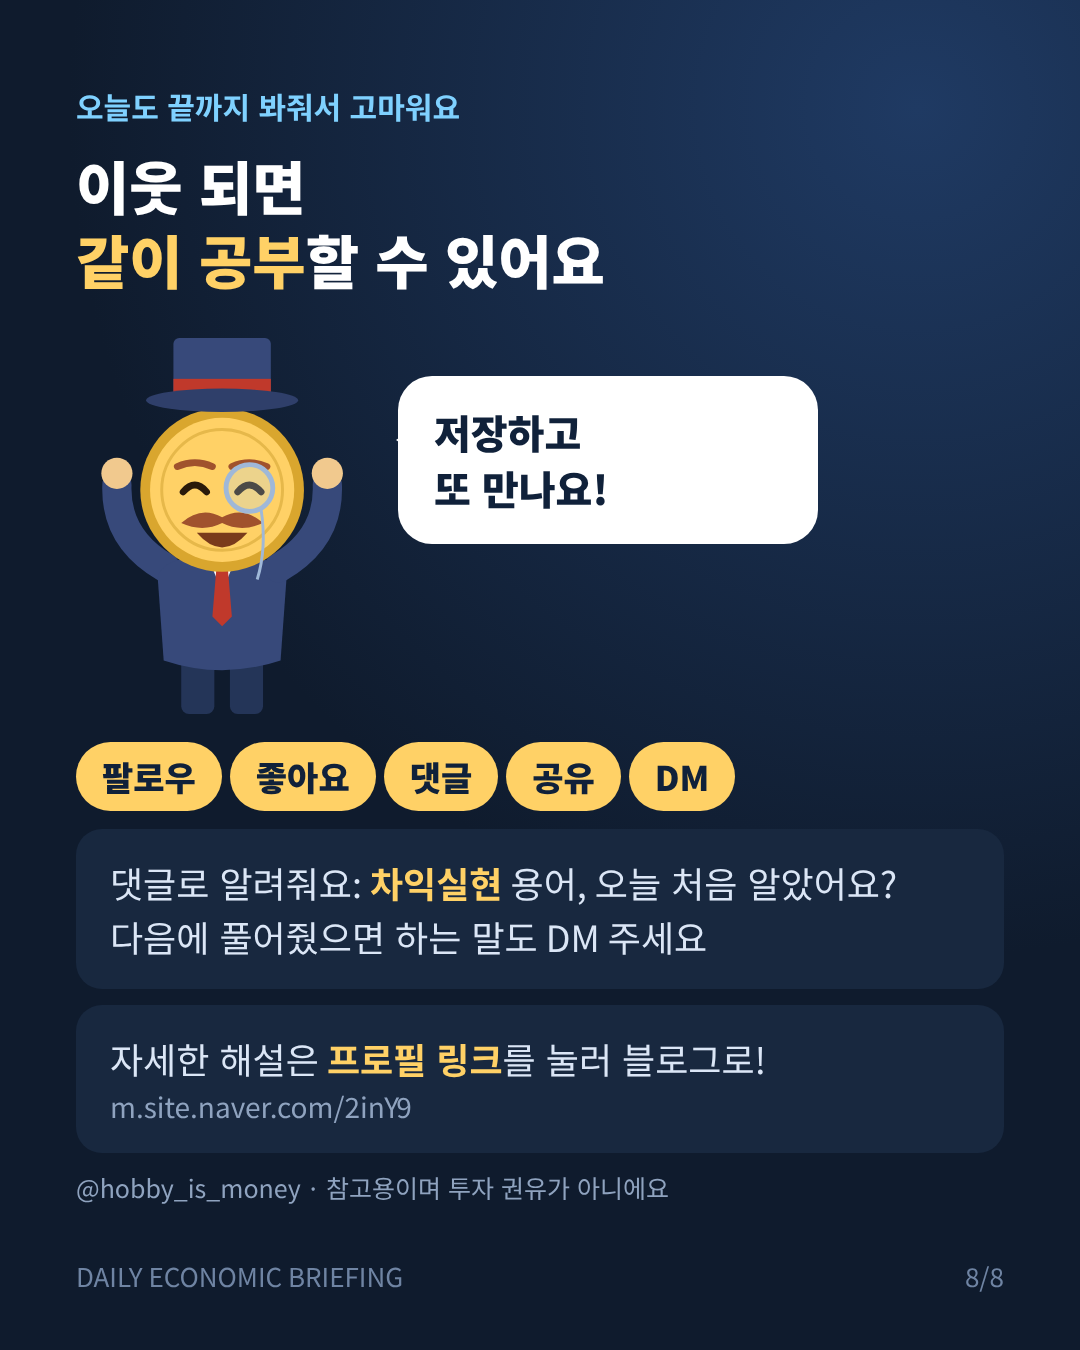 오늘도 끝까지 봐줘서 고마워요
이웃 되면
같이 공부할 수 있어요
저장하고
또 만나요!
팔로우 좋아요 댓글 공유 DM
댓글로 알려줘요: 차익실현 용어, 오늘 처음 알았어요?
다음에 풀어줬으면 하는 말도 DM 주세요
자세한 해설은 프로필 링크를 눌러 블로그로!
m.site.naver.com/2inY9
@hobby_is_money · 참고용이며 투자 권유가 아니에요
DAILY ECONOMIC BRIEFING 8/8